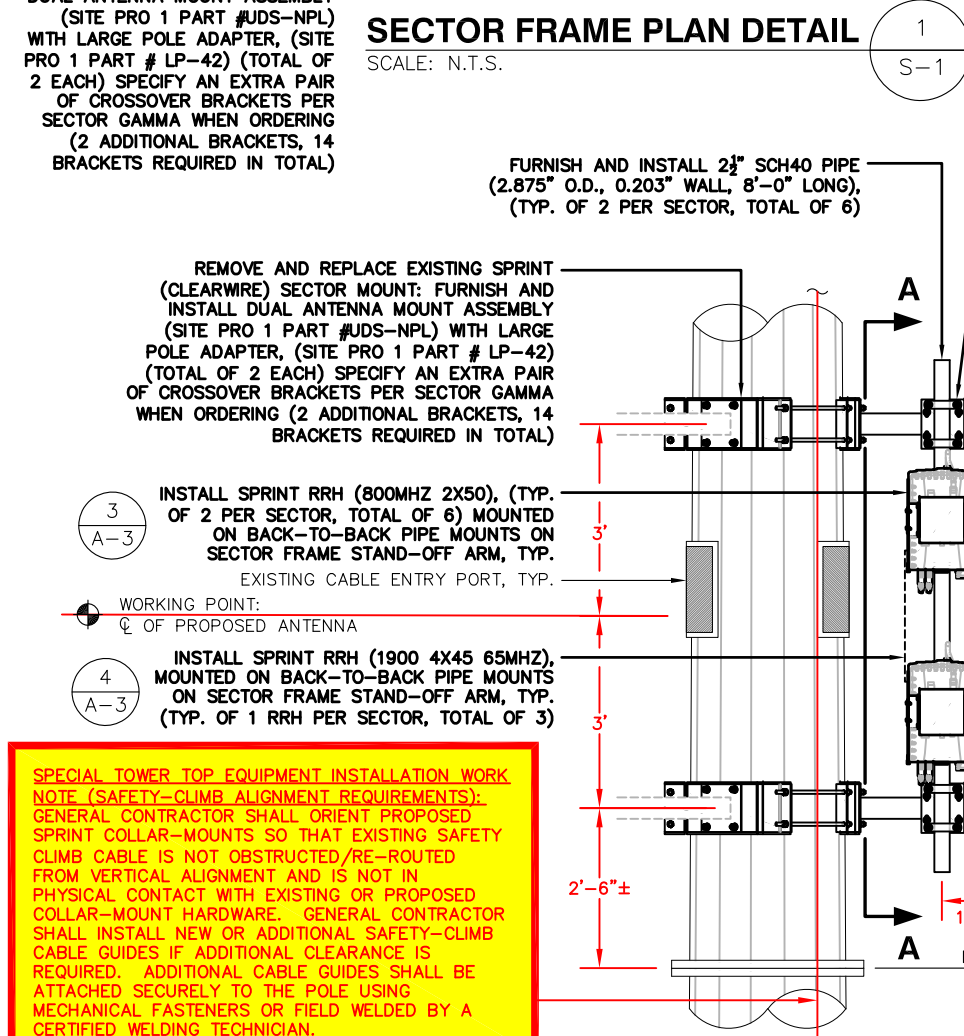 DUAL ANTENNA MOUNT ASSEMBLY
(SITE PRO 1 PART #UDS-NPL)
WITH LARGE POLE ADAPTER, (SITE
PRO 1 PART # LP-42) (TOTAL OF
2 EACH) SPECIFY AN EXTRA PAIR
OF CROSSOVER BRACKETS PER
SECTOR GAMMA WHEN ORDERING
(2 ADDITIONAL BRACKETS, 14
BRACKETS REQUIRED IN TOTAL)
SECTOR FRAME PLAN DETAIL
SCALE: N.T.S.
1
S-1
FURNISH AND INSTALL 2½" SCH40 PIPE
(2.875" O.D., 0.203" WALL, 8'-0" LONG),
(TYP. OF 2 PER SECTOR, TOTAL OF 6)
REMOVE AND REPLACE EXISTING SPRINT
(CLEARWIRE) SECTOR MOUNT: FURNISH AND
INSTALL DUAL ANTENNA MOUNT ASSEMBLY
(SITE PRO 1 PART #UDS-NPL) WITH LARGE
POLE ADAPTER, (SITE PRO 1 PART # LP-42)
(TOTAL OF 2 EACH) SPECIFY AN EXTRA PAIR
OF CROSSOVER BRACKETS PER SECTOR GAMMA
WHEN ORDERING (2 ADDITIONAL BRACKETS, 14
BRACKETS REQUIRED IN TOTAL)
A
3
A-3
INSTALL SPRINT RRH (800MHZ 2X50), (TYP.
OF 2 PER SECTOR, TOTAL OF 6) MOUNTED
ON BACK-TO-BACK PIPE MOUNTS ON
SECTOR FRAME STAND-OFF ARM, TYP.
3'
EXISTING CABLE ENTRY PORT, TYP.
WORKING POINT:
℄ OF PROPOSED ANTENNA
4
A-3
INSTALL SPRINT RRH (1900 4X45 65MHZ),
MOUNTED ON BACK-TO-BACK PIPE MOUNTS
ON SECTOR FRAME STAND-OFF ARM, TYP.
(TYP. OF 1 RRH PER SECTOR, TOTAL OF 3)
3'
SPECIAL TOWER TOP EQUIPMENT INSTALLATION WORK
NOTE (SAFETY-CLIMB ALIGNMENT REQUIREMENTS):
GENERAL CONTRACTOR SHALL ORIENT PROPOSED
SPRINT COLLAR-MOUNTS SO THAT EXISTING SAFETY
CLIMB CABLE IS NOT OBSTRUCTED/RE-ROUTED
FROM VERTICAL ALIGNMENT AND IS NOT IN
PHYSICAL CONTACT WITH EXISTING OR PROPOSED
COLLAR-MOUNT HARDWARE. GENERAL CONTRACTOR
SHALL INSTALL NEW OR ADDITIONAL SAFETY-CLIMB
CABLE GUIDES IF ADDITIONAL CLEARANCE IS
REQUIRED. ADDITIONAL CABLE GUIDES SHALL BE
ATTACHED SECURELY TO THE POLE USING
MECHANICAL FASTENERS OR FIELD WELDED BY A
CERTIFIED WELDING TECHNICIAN.
2'-6"±
1
A